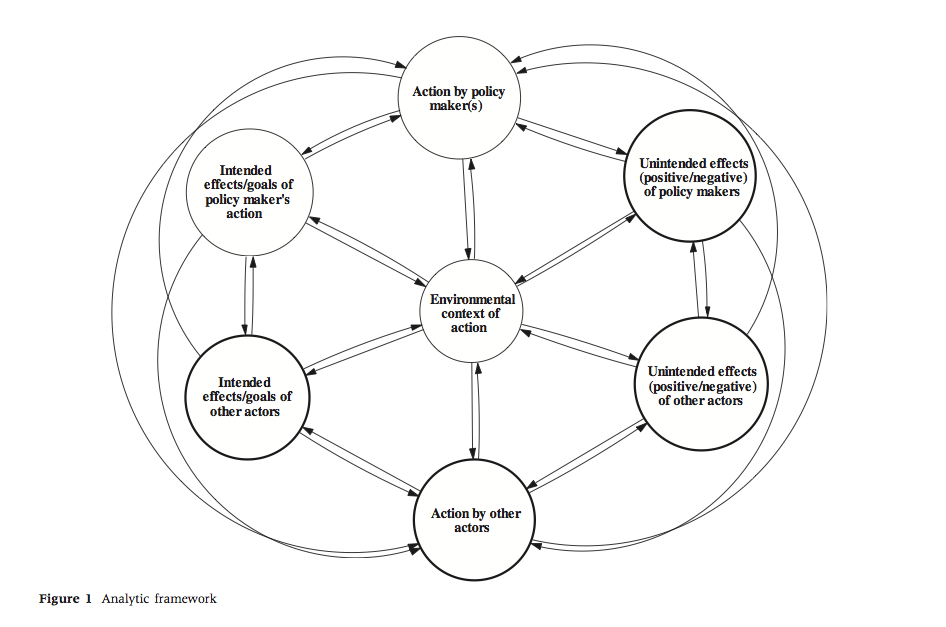 Action by policy
maker(s)
Intended
effects/goals of
policy maker's
action
Unintended effects
(positive/negative)
of policy makers
Environmental
context of
action
Intended
effects/goals of
other actors
Unintended effects
(positive/negative)
of other actors
Action by other
actors
Figure 1 Analytic framework